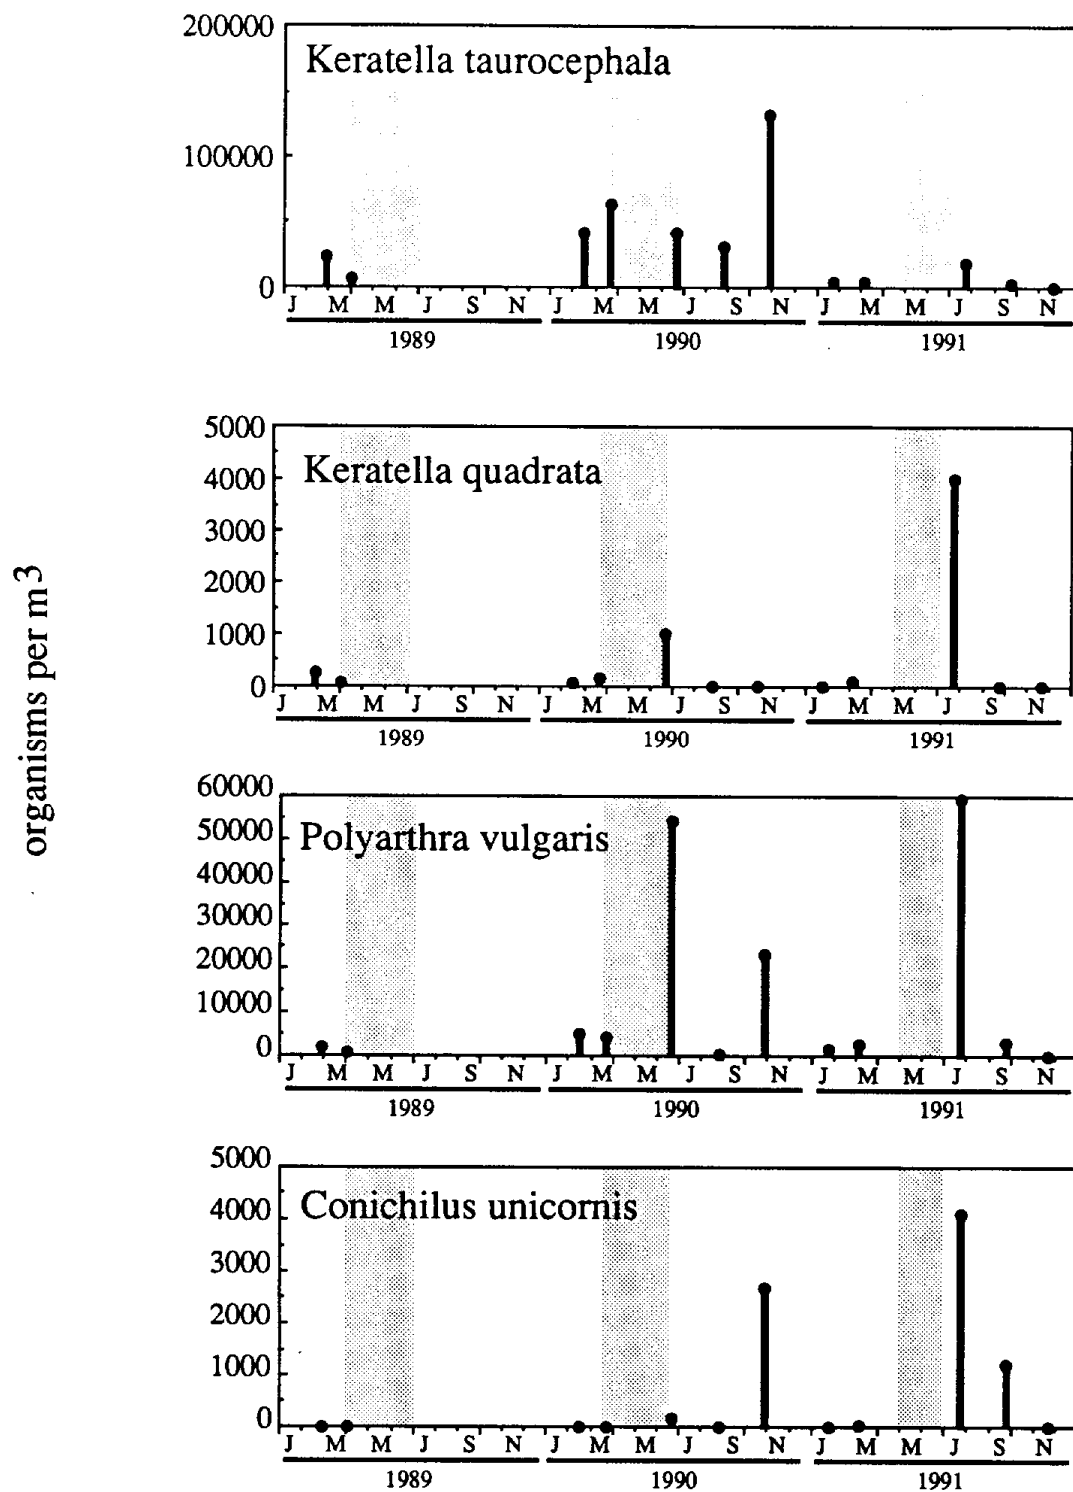 organisms per m3
200000
Keratella taurocephala
100000
0
J M M J S N J M M J S N J M M J S N
1989 1990 1991
5000
Keratella quadrata
4000
3000
2000
1000
0
J M M J S N J M M J S N J M M J S N
1989 1990 1991
60000
50000
Polyarthra vulgaris
40000
30000
20000
10000
0
J M M J S N J M M J S N J M M J S N
1989 1990 1991
5000
Conichilus unicornis
4000
3000
2000
1000
0
J M M J S N J M M J S N J M M J S N
1989 1990 1991